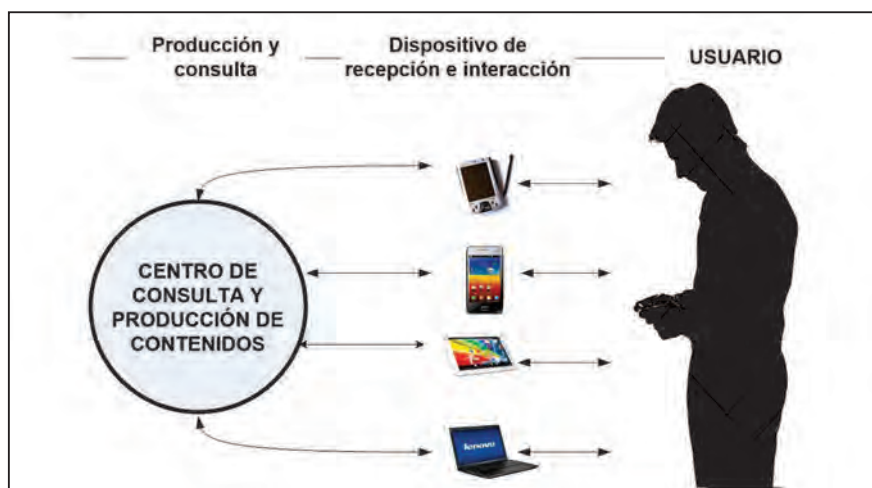 Producción y
consulta
Dispositivo de
recepción e interacción
USUARIO
CENTRO DE
CONSULTA Y
PRODUCCIÓN DE
CONTENIDOS
lenovo